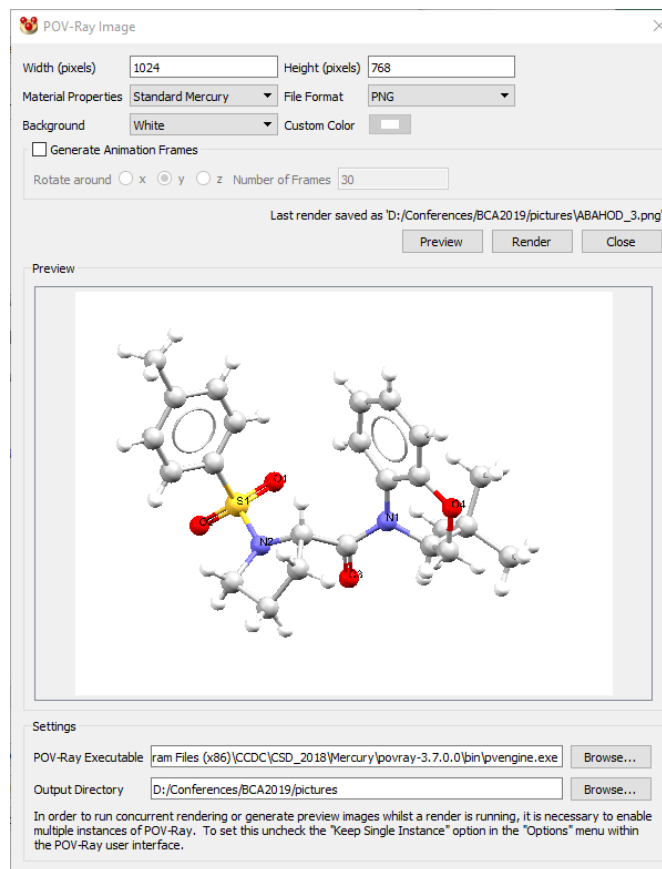 POV-Ray Image
Width (pixels) 1024 Height (pixels) 768
Material Properties Standard Mercury File Format PNG
Background White Custom Color
Generate Animation Frames
Rotate around x y z Number of Frames 30
Last render saved as 'D:/Conferences/BCA2019/pictures\ABAHOD_3.png'
Preview Render Close
Preview
O1
S1
O2
O4
N1
N2
O3
Settings
POV-Ray Executable ram Files (x86)\CCDC\CSD_2018\Mercury\povray-3.7.0.0\bin\pvengine.exe Browse...
Output Directory D:/Conferences/BCA2019/pictures Browse...
In order to run concurrent rendering or generate preview images whilst a render is running, it is necessary to enable
multiple instances of POV-Ray. To set this uncheck the "Keep Single Instance" option in the "Options" menu within
the POV-Ray user interface.